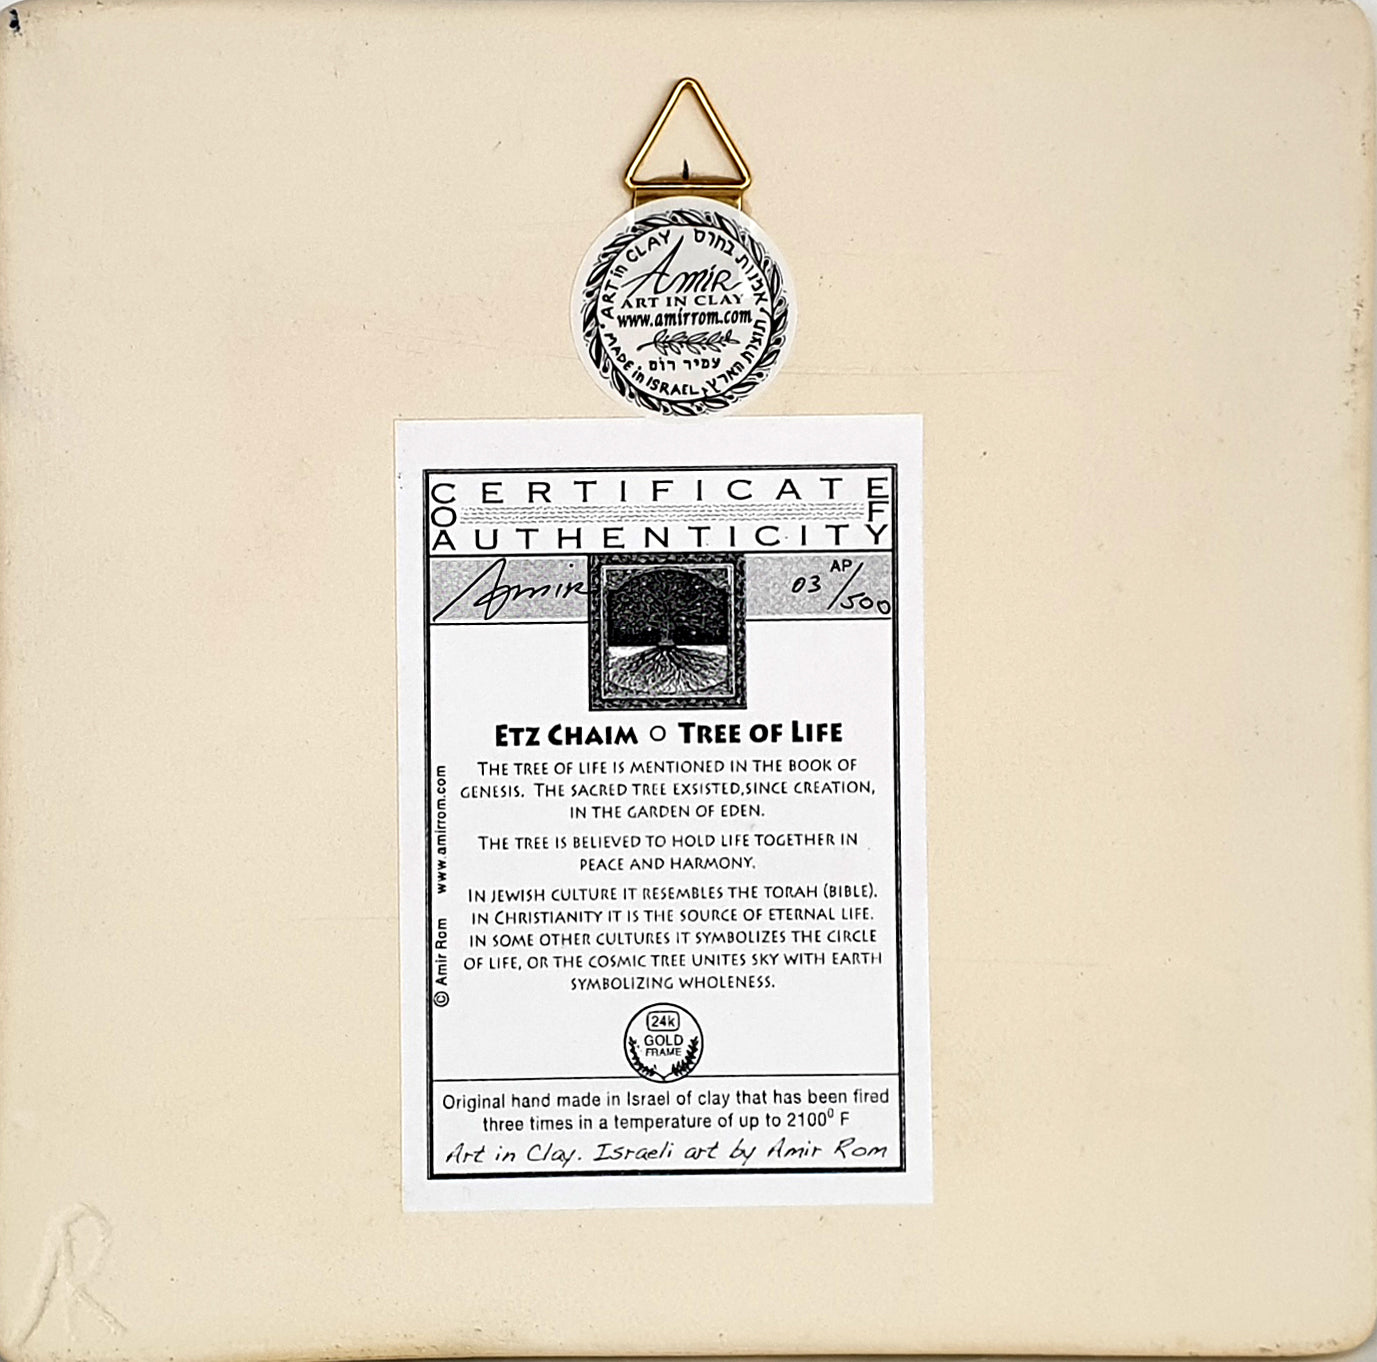 ART in CLAY אמנות בחרס
Amir
ART IN CLAY
www.amirrom.com
עמיר רום
MADE in ISRAEL תוצרת הארץ
CERTIFICATE
OF
AUTHENTICITY
Amir
03 AP/500
ETZ CHAIM O TREE OF LIFE
THE TREE OF LIFE IS MENTIONED IN THE BOOK OF
GENESIS. THE SACRED TREE EXSISTED,SINCE CREATION,
IN THE GARDEN OF EDEN.
THE TREE IS BELIEVED TO HOLD LIFE TOGETHER IN
PEACE AND HARMONY.
IN JEWISH CULTURE IT RESEMBLES THE TORAH (BIBLE).
IN CHRISTIANITY IT IS THE SOURCE OF ETERNAL LIFE.
IN SOME OTHER CULTURES IT SYMBOLIZES THE CIRCLE
OF LIFE, OR THE COSMIC TREE UNITES SKY WITH EARTH
SYMBOLIZING WHOLENESS.
© Amir Rom www.amirrom.com
24k
GOLD
FRAME
Original hand made in Israel of clay that has been fired
three times in a temperature of up to 2100⁰ F
Art in Clay. Israeli art by Amir Rom
AR